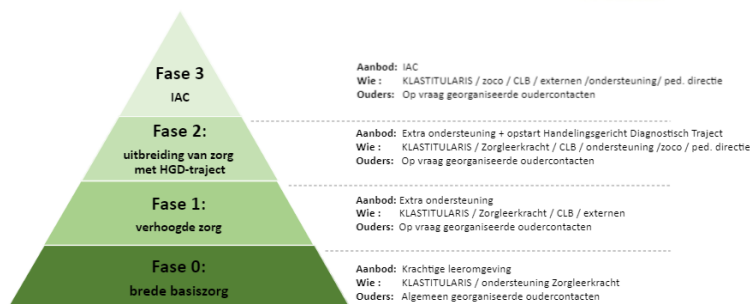 Fase 3
IAC
Aanbod: IAC
Wie : KLASTITULARIS / zoco / CLB / externen /ondersteuning/ ped. directie
Ouders: Op vraag georganiseerde oudercontacten
Fase 2:
uitbreiding van zorg
met HGD-traject
Aanbod: Extra ondersteuning + opstart Handelingsgericht Diagnostisch Traject
Wie : KLASTITULARIS / Zorgleerkracht / CLB / ondersteuning /zoco / ped. directie
Ouders: Op vraag georganiseerde oudercontacten
Fase 1:
verhoogde zorg
Aanbod: Extra ondersteuning
Wie : KLASTITULARIS / Zorgleerkracht / CLB / externen
Ouders: Op vraag georganiseerde oudercontacten
Fase 0:
brede basiszorg
Aanbod: Krachtige leeromgeving
Wie : KLASTITULARIS / ondersteuning Zorgleerkracht
Ouders: Algemeen georganiseerde oudercontacten